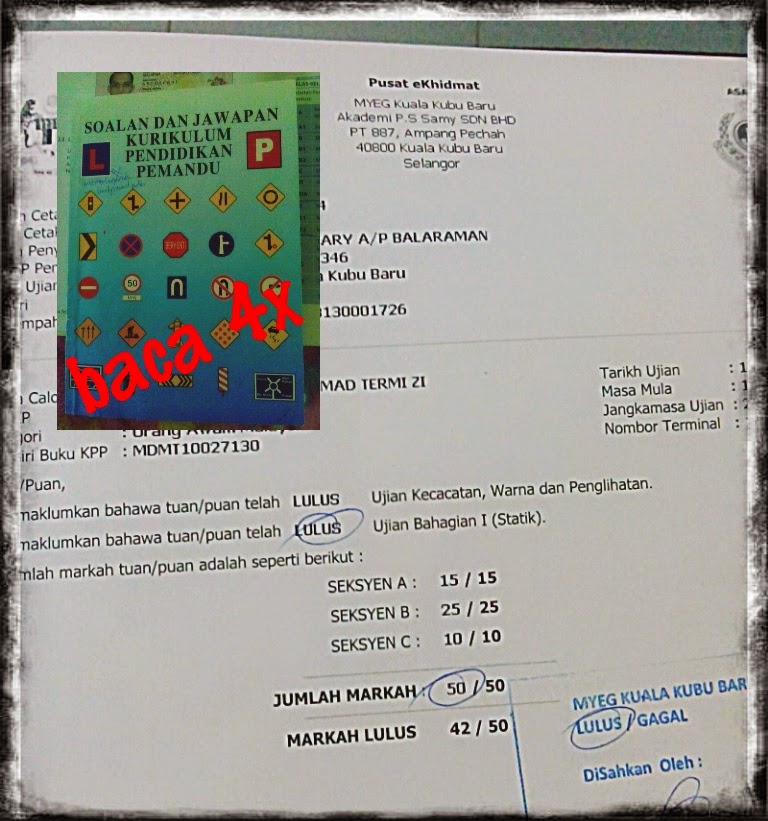 Pusat eKhidmat
MYEG Kuala Kubu Baru
Akademi P.S Samy SDN BHD
PT 887, Ampang Pechah
40800 Kuala Kubu Baru
Selangor
SOALAN DAN JAWAPAN
KURIKULUM
PENDIDIKAN
PEMANDU
L
P
50
baca 4x
ARY A/P BALARAMAN
346
Kubu Baru
130001726
MAD TERMI ZI
Tarikh Ujian :
Masa Mula :
Jangkamasa Ujian :
Nombor Terminal :
iri Buku KPP : MDMT10027130
/Puan,
maklumkan bahawa tuan/puan telah LULUS Ujian Kecacatan, Warna dan Penglihatan.
maklumkan bahawa tuan/puan telah LULUS Ujian Bahagian I (Statik).
mlah markah tuan/puan adalah seperti berikut :
SEKSYEN A : 15 / 15
SEKSYEN B : 25 / 25
SEKSYEN C : 10 / 10
JUMLAH MARKAH : 50 / 50
MARKAH LULUS 42 / 50
MYEG KUALA KUBU BAR
LULUS / GAGAL
DiSahkan Oleh :